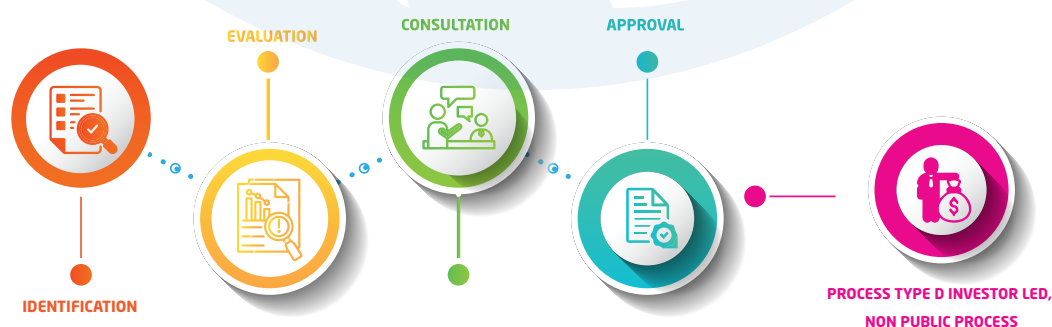 IDENTIFICATION
EVALUATION
CONSULTATION
APPROVAL
PROCESS TYPE D INVESTOR LED,
NON PUBLIC PROCESS